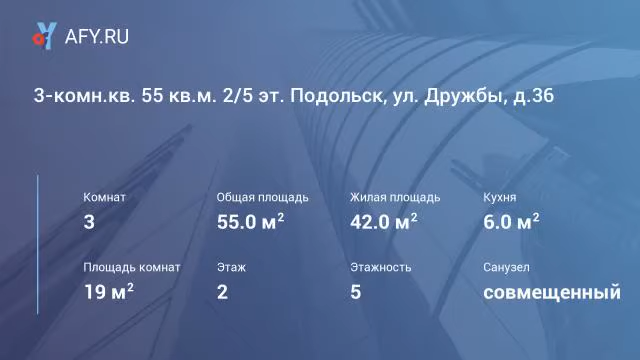 AFY.RU
3-комн.кв. 55 кв.м. 2/5 эт. Подольск, ул. Дружбы, д.36
Комнат Общая площадь Жилая площадь Кухня
3 55.0 м² 42.0 м² 6.0 м²
Площадь комнат Этаж Этажность Санузел
19 м² 2 5 совмещенный